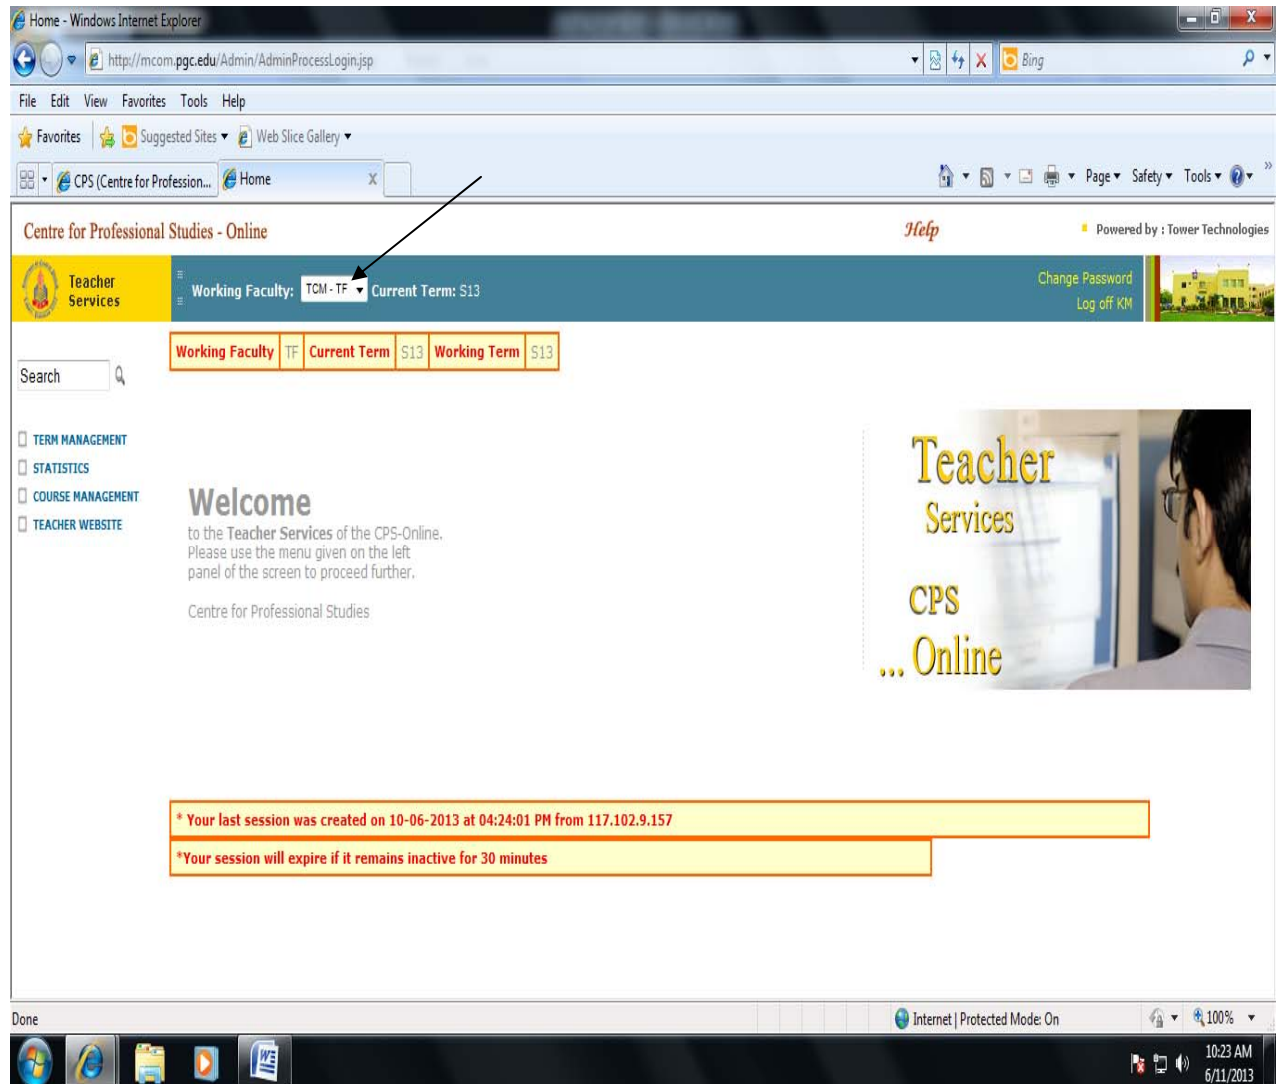 Home - Windows Internet Explorer
http://mcom.pgc.edu/Admin/AdminProcessLogin.jsp
Bing
File Edit View Favorites Tools Help
Favorites Suggested Sites Web Slice Gallery
CPS (Centre for Profession... Home X Page Safety Tools »
Centre for Professional Studies - Online Help Powered by : Tower Technologies
Teacher
Services
Working Faculty: TCM - TF Current Term: S13
Change Password
Log off KM
Working Faculty TF Current Term S13 Working Term S13
Search
TERM MANAGEMENT
STATISTICS
COURSE MANAGEMENT
TEACHER WEBSITE
Welcome
to the Teacher Services of the CPS-Online.
Please use the menu given on the left
panel of the screen to proceed further.
Centre for Professional Studies
Teacher
Services
CPS
... Online
* Your last session was created on 10-06-2013 at 04:24:01 PM from 117.102.9.157
*Your session will expire if it remains inactive for 30 minutes
Done Internet | Protected Mode: On 100%
10:23 AM
6/11/2013